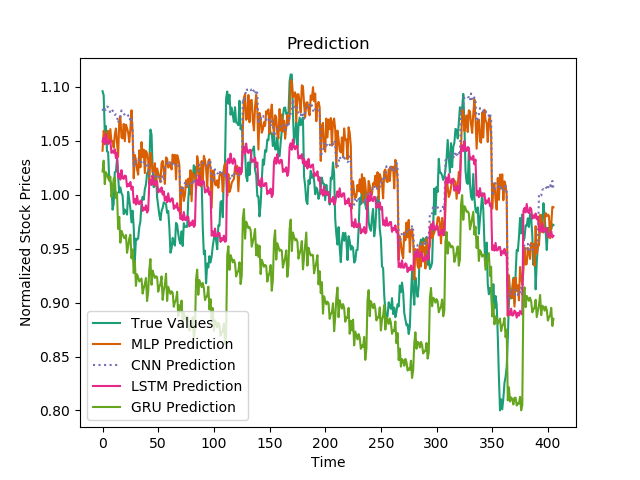 Prediction
Normalized Stock Prices
1.10
1.05
1.00
0.95
0.90
0.85
0.80
True Values
MLP Prediction
CNN Prediction
LSTM Prediction
GRU Prediction
0 50 100 150 200 250 300 350 400
Time